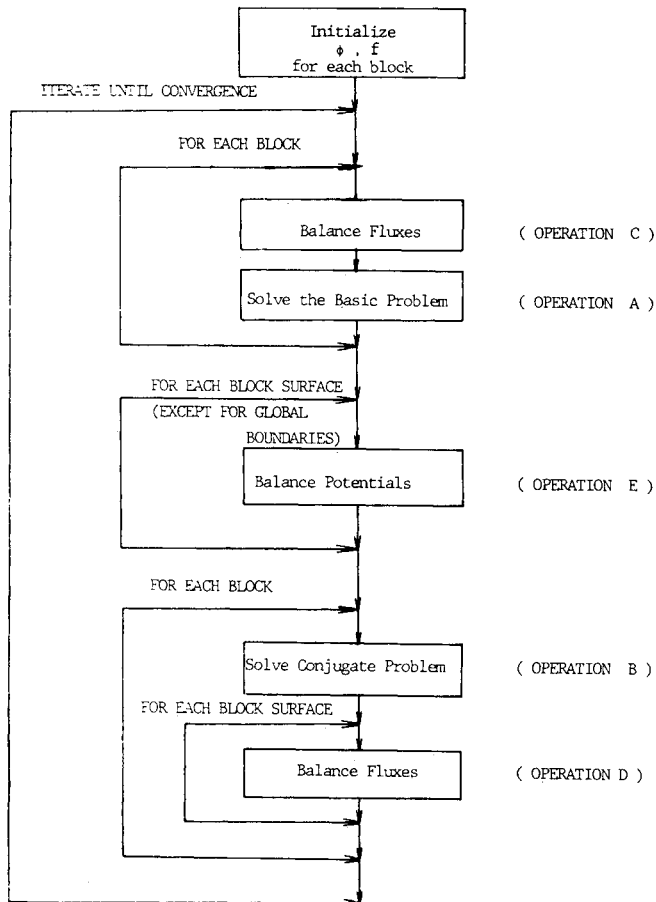 Initialize
ϕ , f
for each block
ITERATE UNTIL CONVERGENCE
FOR EACH BLOCK
Balance Fluxes
( OPERATION C )
Solve the Basic Problem
( OPERATION A )
FOR EACH BLOCK SURFACE
(EXCEPT FOR GLOBAL
BOUNDARIES)
Balance Potentials
( OPERATION E )
FOR EACH BLOCK
Solve Conjugate Problem
( OPERATION B )
FOR EACH BLOCK SURFACE
Balance Fluxes
( OPERATION D )